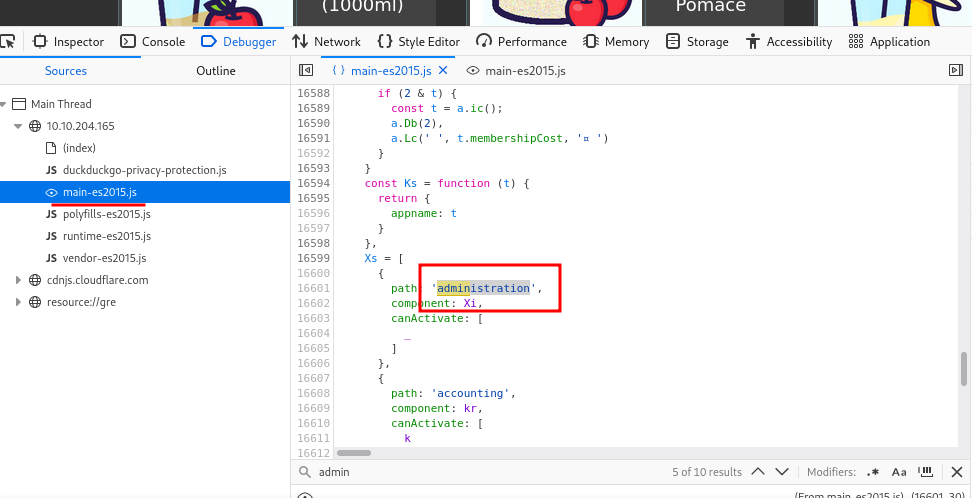 (1000ml)
Pomace
Inspector Console Debugger Network Style Editor Performance Memory Storage Accessibility Application
Sources Outline
main-es2015.js main-es2015.js
Main Thread
10.10.204.165
(index)
JS duckduckgo-privacy-protection.js
main-es2015.js
JS polyfills-es2015.js
JS runtime-es2015.js
JS vendor-es2015.js
cdnjs.cloudflare.com
resource://gre
16588 if (2 & t) {
16589 const t = a.ic();
16590 a.Db(2),
16591 a.Lc(' ', t.membershipCost, '¤ ')
16592 }
16593 }
16594 const Ks = function (t) {
16595 return {
16596 appname: t
16597 }
16598 },
16599 Xs = [
16600 {
16601 path: 'administration',
16602 component: Xi,
16603 canActivate: [
16604 _
16605 ]
16606 },
16607 {
16608 path: 'accounting',
16609 component: kr,
16610 canActivate: [
16611 k
16612
admin 5 of 10 results Modifiers: .* Aa
(From main-es2015.js) (16601, 30)